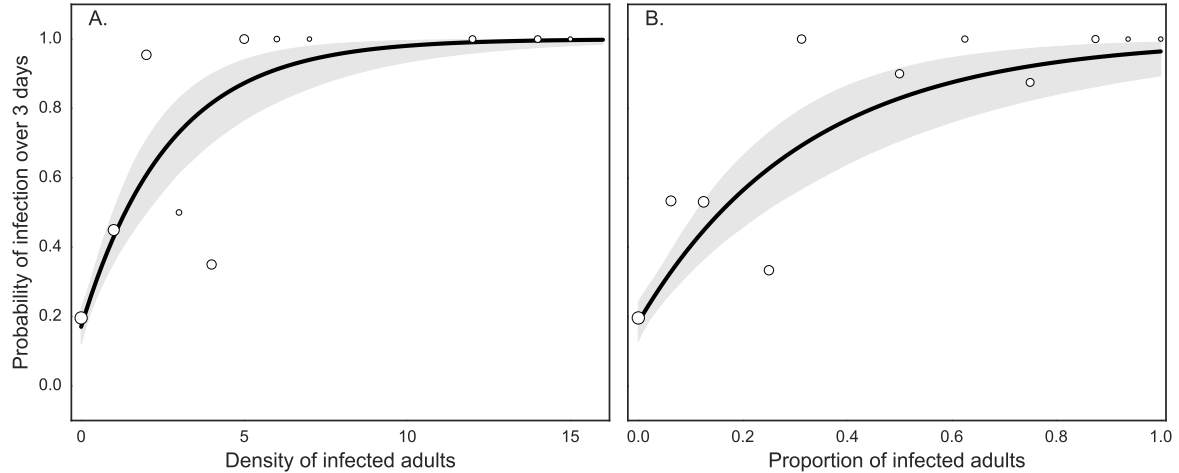 A.
B.
Probability of infection over 3 days
1.0
0.8
0.6
0.4
0.2
0.0
0 5 10 15
0.0 0.2 0.4 0.6 0.8 1.0
Density of infected adults
Proportion of infected adults